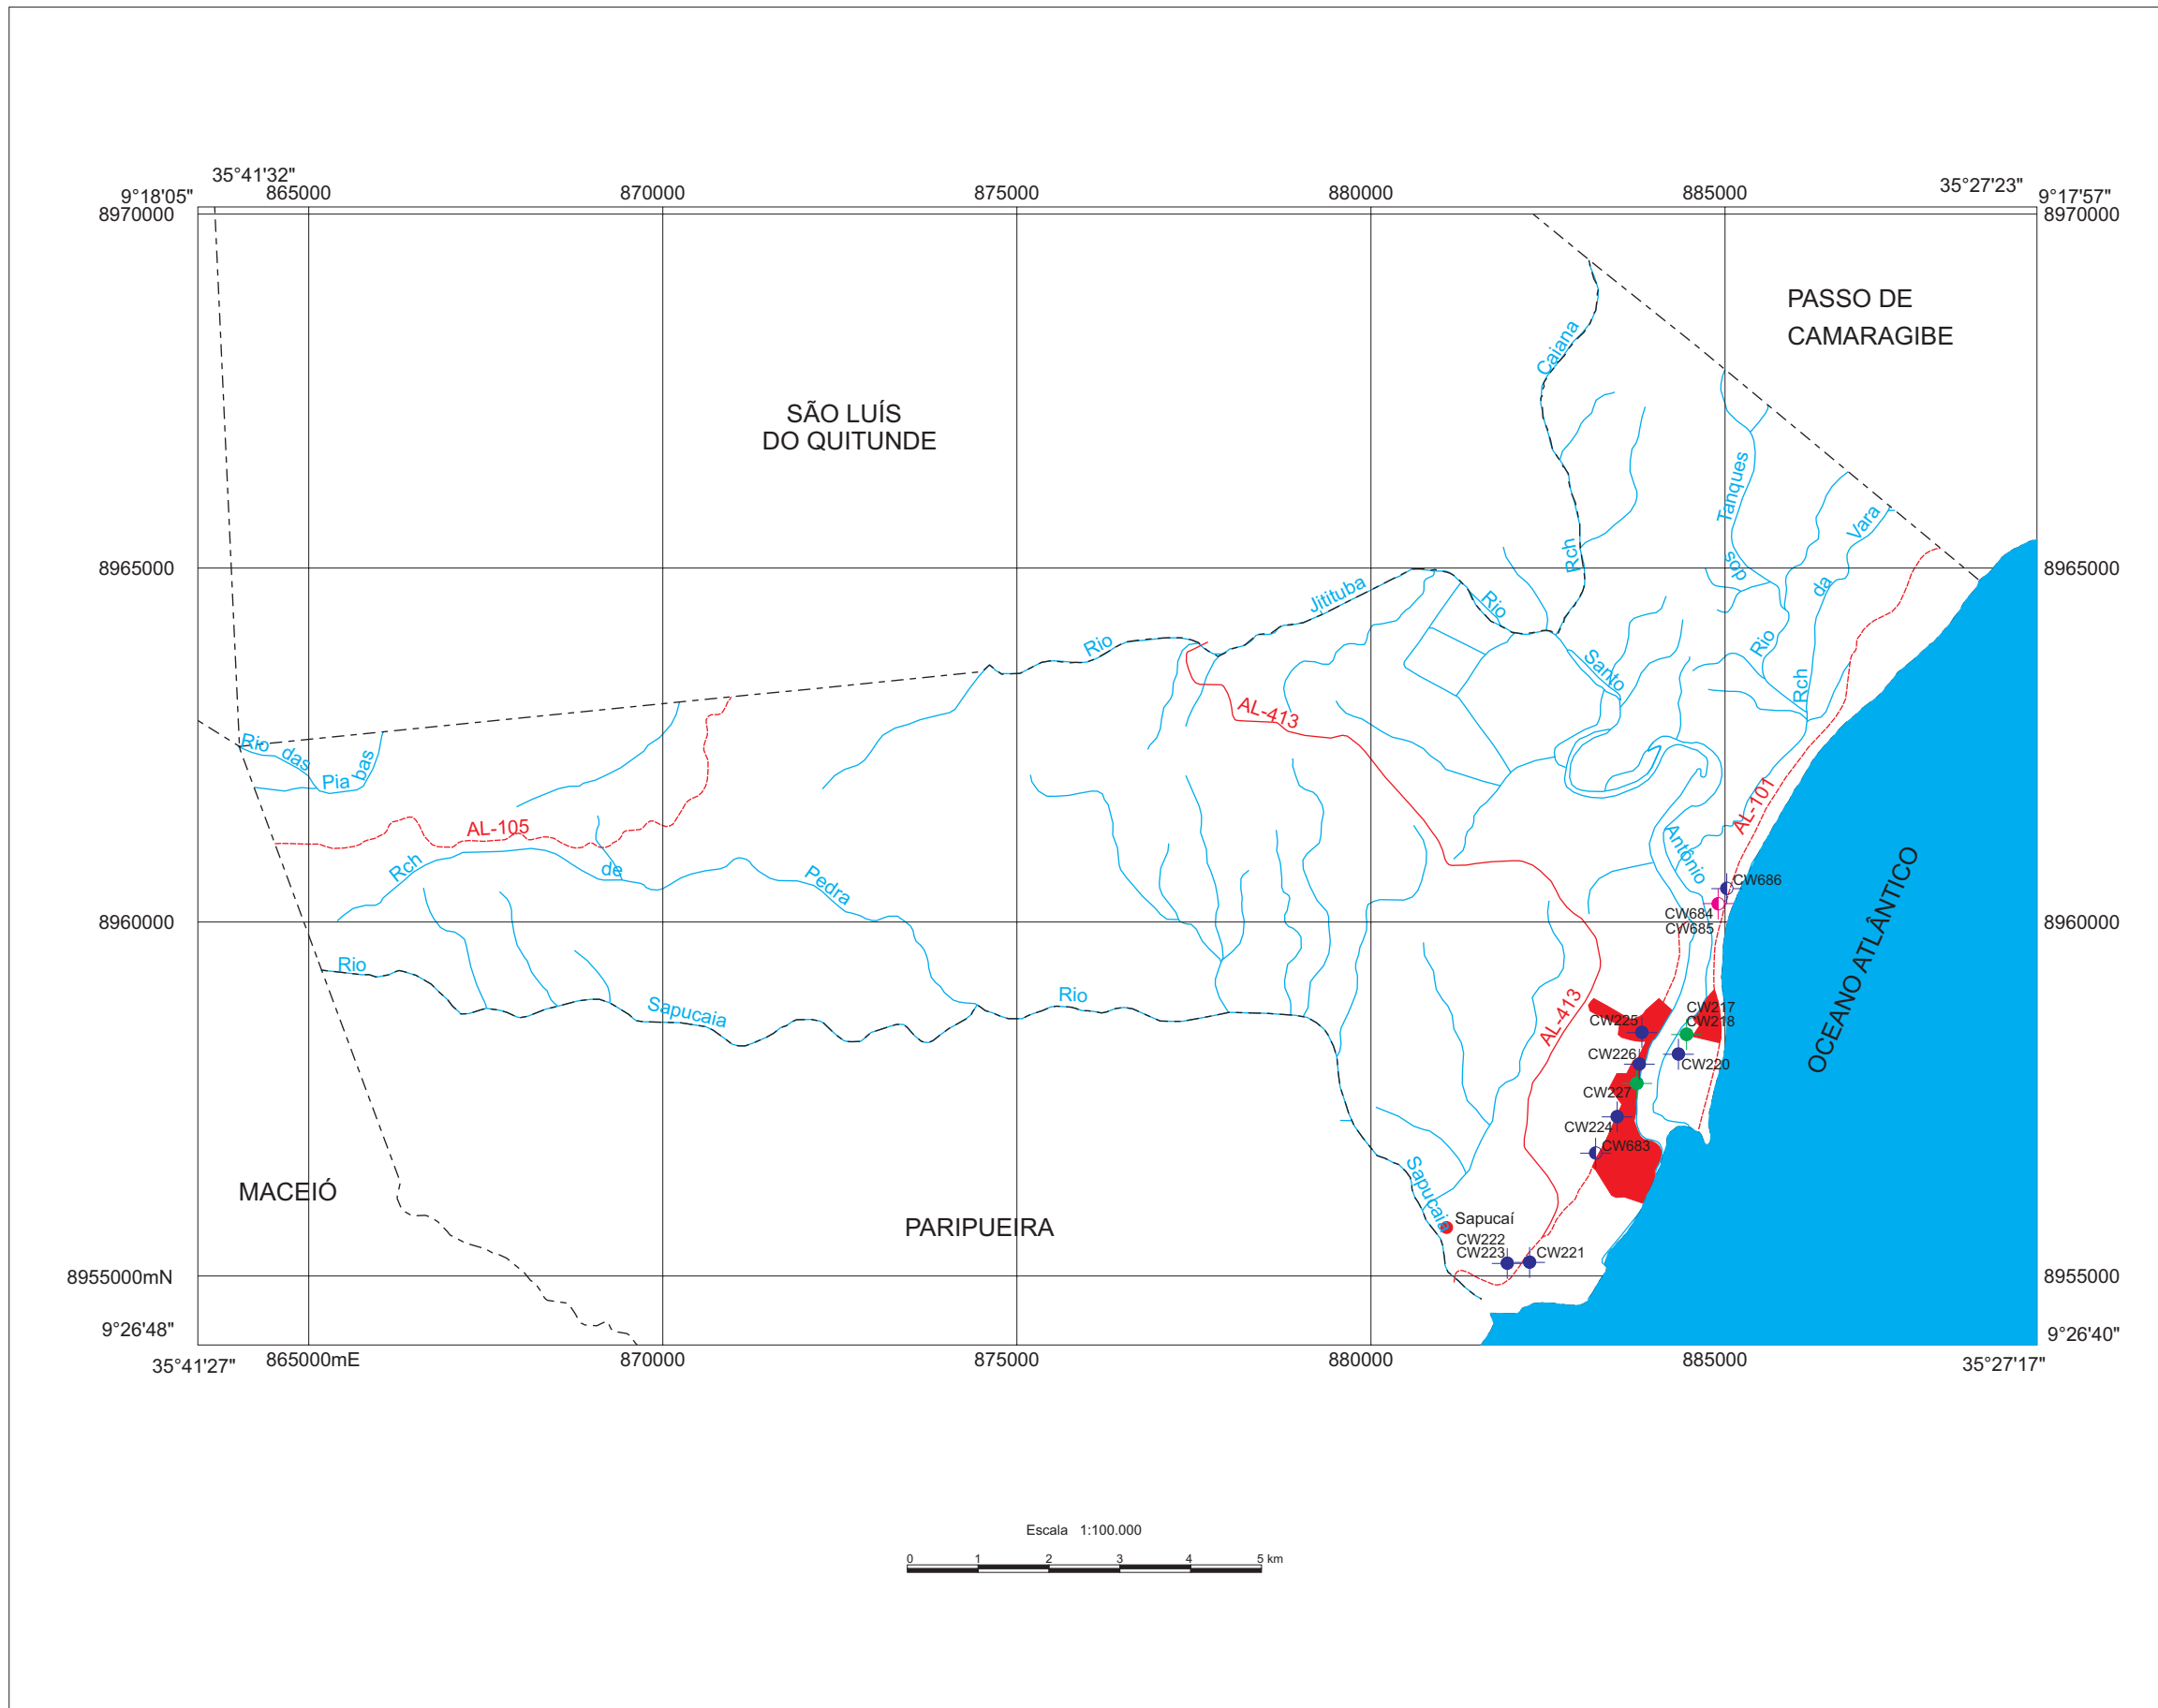 35°41'32"
35°27'23"
9°18'05"
865000
870000
875000
880000
885000
9°17'57"
8970000
8970000
PASSO DE
CAMARAGIBE
SÃO LUÍS
DO QUITUNDE
Caiana
Rch
Tanques
dos
Rio
Vara
da
Rch
8965000
8965000
Jitituba
Rio
Rio
Santo
Antônio
AL-413
AL-101
Rio das
Pia bas
AL-105
Rch
de
Pedra
OCEANO ATLÂNTICO
CW686
CW684
CW685
8960000
8960000
Rio
Sapucaia
Rio
AL-413
CW217
CW218
CW225
CW226
CW220
CW227
CW224
CW683
Sapucaia
MACEIÓ
PARIPUEIRA
Sapucaí
CW222
CW223
CW221
8955000mN
8955000
9°26'48"
9°26'40"
35°41'27"
865000mE
870000
875000
880000
885000
35°27'17"
Escala 1:100.000
0 1 2 3 4 5 km